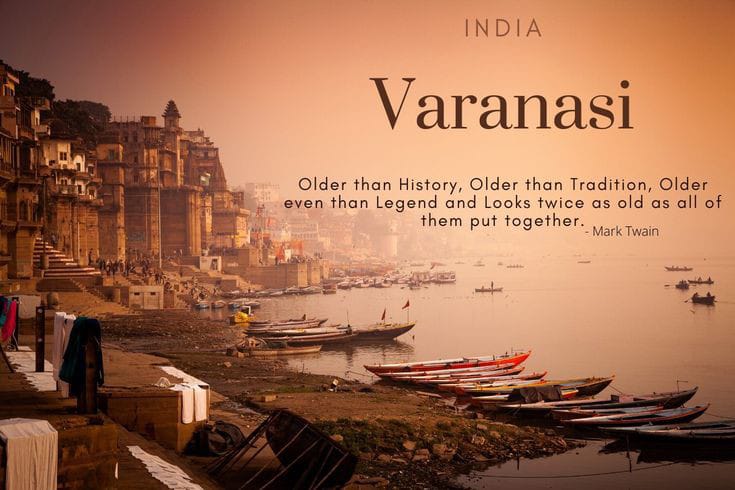 INDIA
Varanasi
Older than History, Older than Tradition, Older
even than Legend and Looks twice as old as all of
them put together.
- Mark Twain